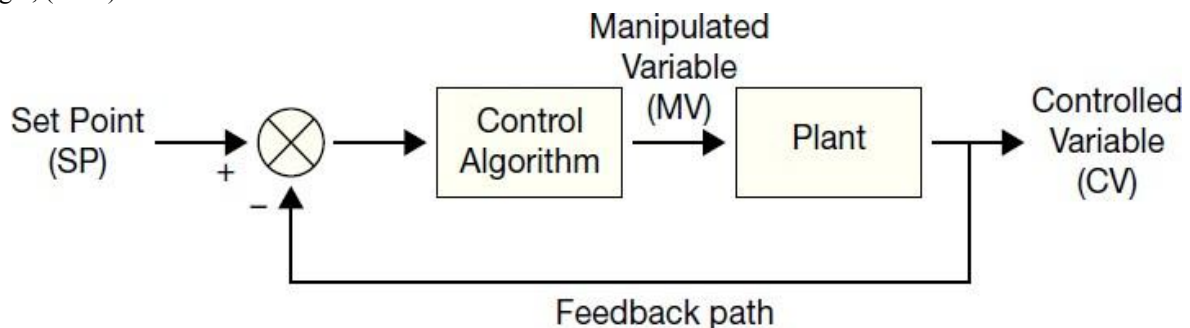 Manipulated
Variable
(MV)
Set Point
(SP)
+
−
Control
Algorithm
Plant
Controlled
Variable
(CV)
Feedback path